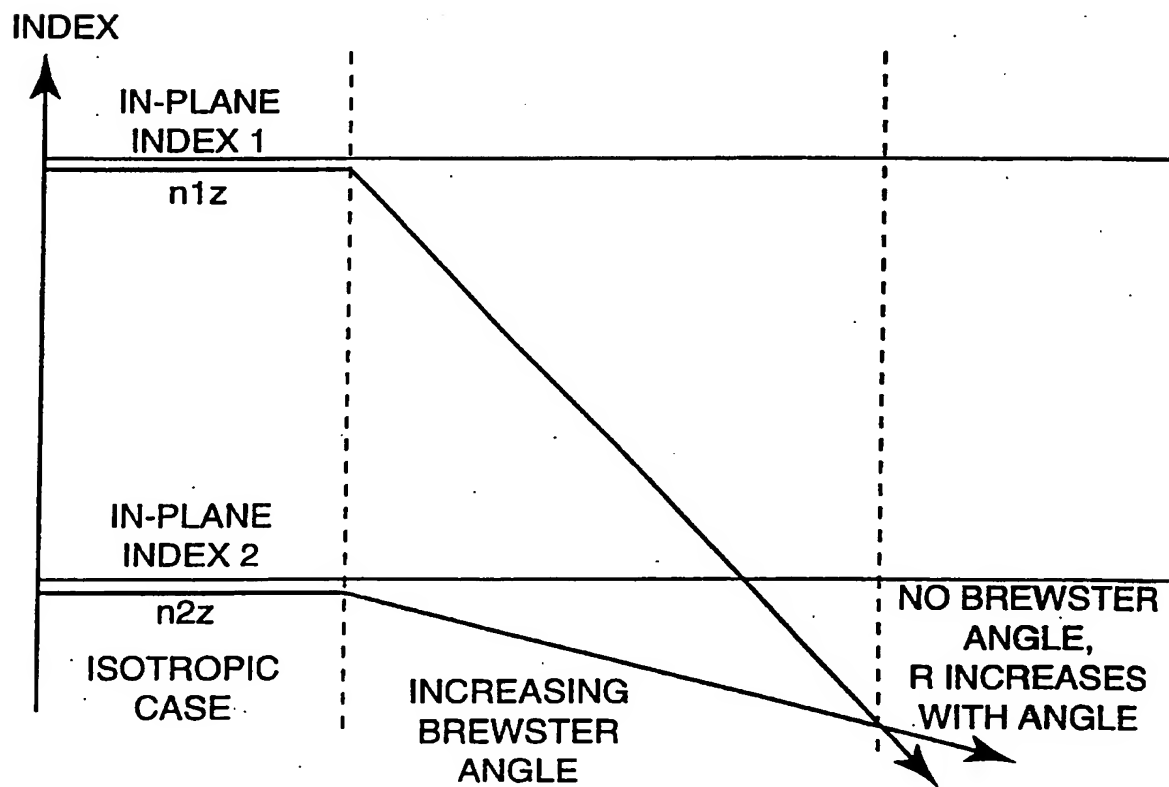 INDEX
IN-PLANE
INDEX 1
n1z
IN-PLANE
INDEX 2
n2z
ISOTROPIC
CASE
INCREASING
BREWSTER
ANGLE
NO BREWSTER
ANGLE,
R INCREASES
WITH ANGLE